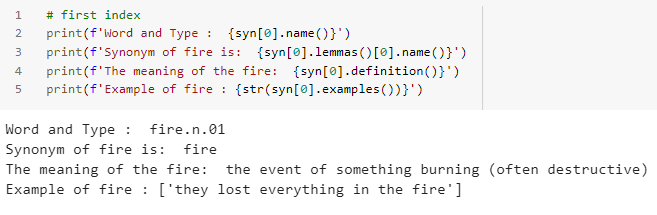 1 # first index
2 print(f'Word and Type :  {syn[0].name()}')
3 print(f'Synonym of fire is:  {syn[0].lemmas()[0].name()}')
4 print(f'The meaning of the fire:  {syn[0].definition()}')
5 print(f'Example of fire : {str(syn[0].examples())}')
Word and Type :  fire.n.01
Synonym of fire is:  fire
The meaning of the fire:  the event of something burning (often destructive)
Example of fire : ['they lost everything in the fire']